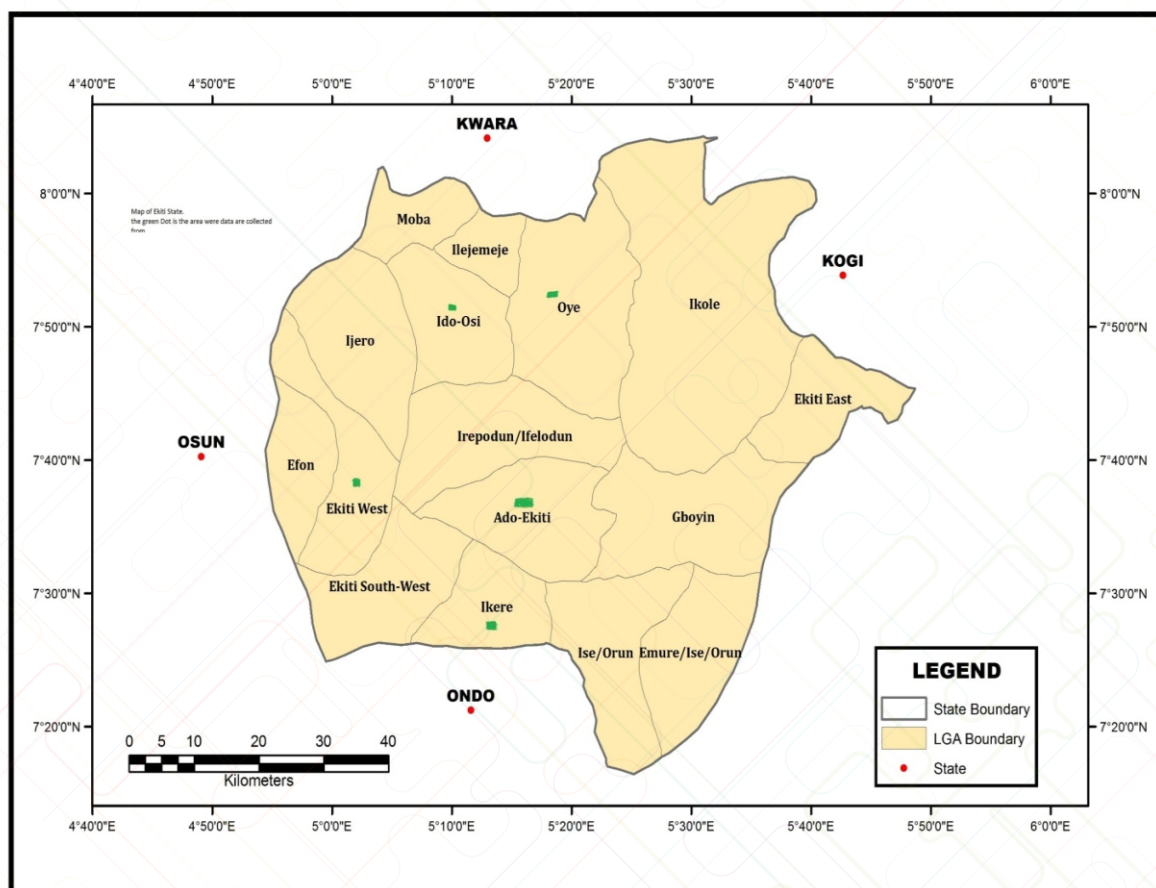 4°40'0"E 4°50'0"E 5°0'0"E 5°10'0"E 5°20'0"E 5°30'0"E 5°40'0"E 5°50'0"E 6°0'0"E
KWARA
8°0'0"N 8°0'0"N
Map of Ekiti State.
the green Dot is the area were data are collected
from
Moba
Ilejemeje
KOGI
Oye
Ikole
Ido-Osi
7°50'0"N 7°50'0"N
Ijero
Ekiti East
Irepodun/Ifelodun
OSUN
Efon
7°40'0"N 7°40'0"N
Ekiti West
Ado-Ekiti
Gboyin
Ekiti South-West
7°30'0"N 7°30'0"N
Ikere
Ise/Orun
Emure/Ise/Orun
ONDO
7°20'0"N 7°20'0"N
LEGEND
State Boundary
LGA Boundary
State
0 5 10 20 30 40
Kilometers
4°40'0"E 4°50'0"E 5°0'0"E 5°10'0"E 5°20'0"E 5°30'0"E 5°40'0"E 5°50'0"E 6°0'0"E